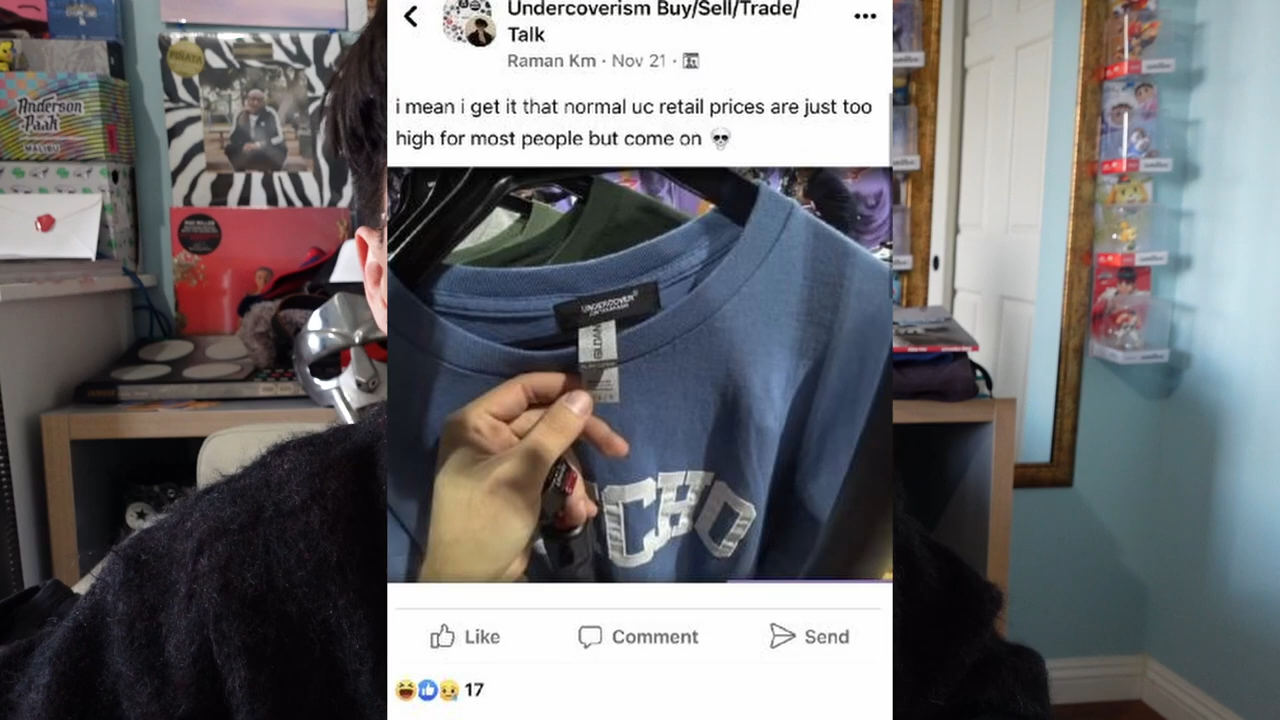 Undercoverism Buy/Sell/Trade/
Talk
Raman Km · Nov 21 ·
i mean i get it that normal uc retail prices are just too
high for most people but come on 💀
Anderson
.Paak
MALIBU
UNDERCOVER
GILDAN
CHO
Like
Comment
Send
17